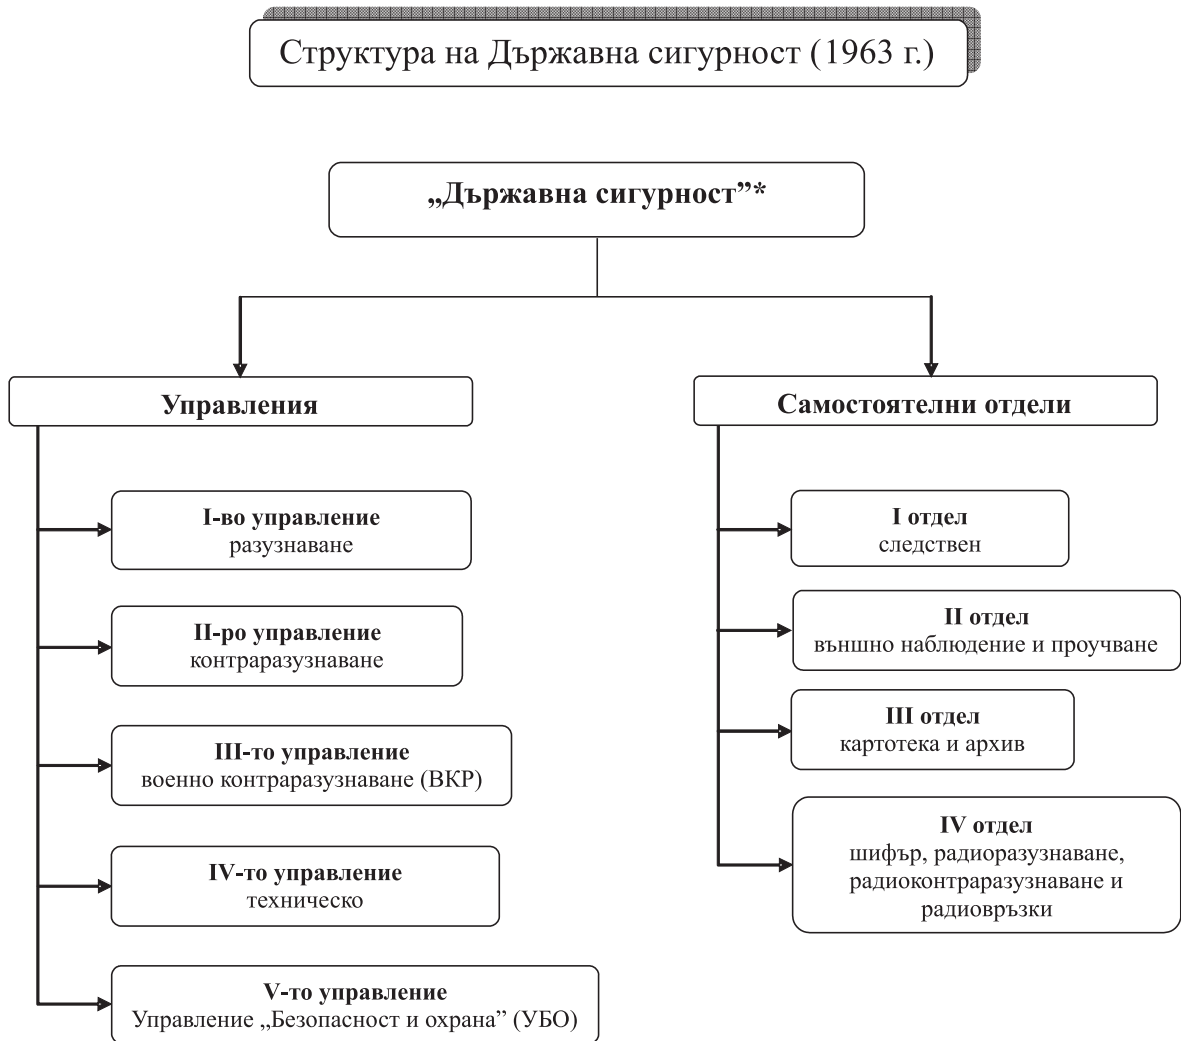 Структура на Държавна сигурност (1963 г.)
„Държавна сигурност”*
Управления
I-во управление
разузнаване
II-ро управление
контраразузнаване
III-то управление
военно контраразузнаване (ВКР)
IV-то управление
техническо
V-то управление
Управление „Безопасност и охрана” (УБО)
Самостоятелни отдели
I отдел
следствен
II отдел
външно наблюдение и проучване
III отдел
картотека и архив
IV отдел
шифър, радиоразузнаване,
радиоконтраразузнаване и
радиовръзки